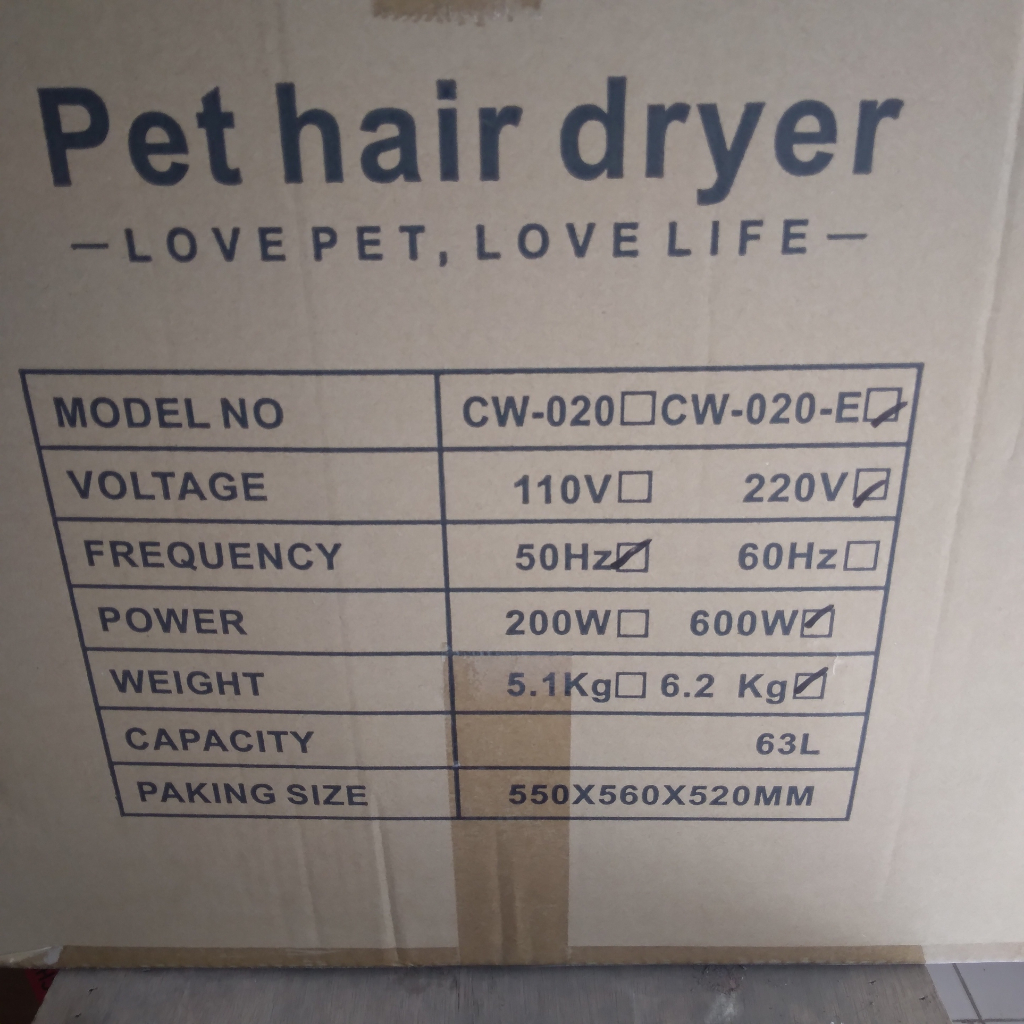 Pet hair dryer
—LOVE PET, LOVE LIFE—
MODEL NO CW-020☐CW-020-E☑
VOLTAGE 110V☐ 220V☑
FREQUENCY 50Hz☑ 60Hz☐
POWER 200W☐ 600W☑
WEIGHT 5.1Kg☐ 6.2 Kg☑
CAPACITY 63L
PAKING SIZE 550X560X520MM